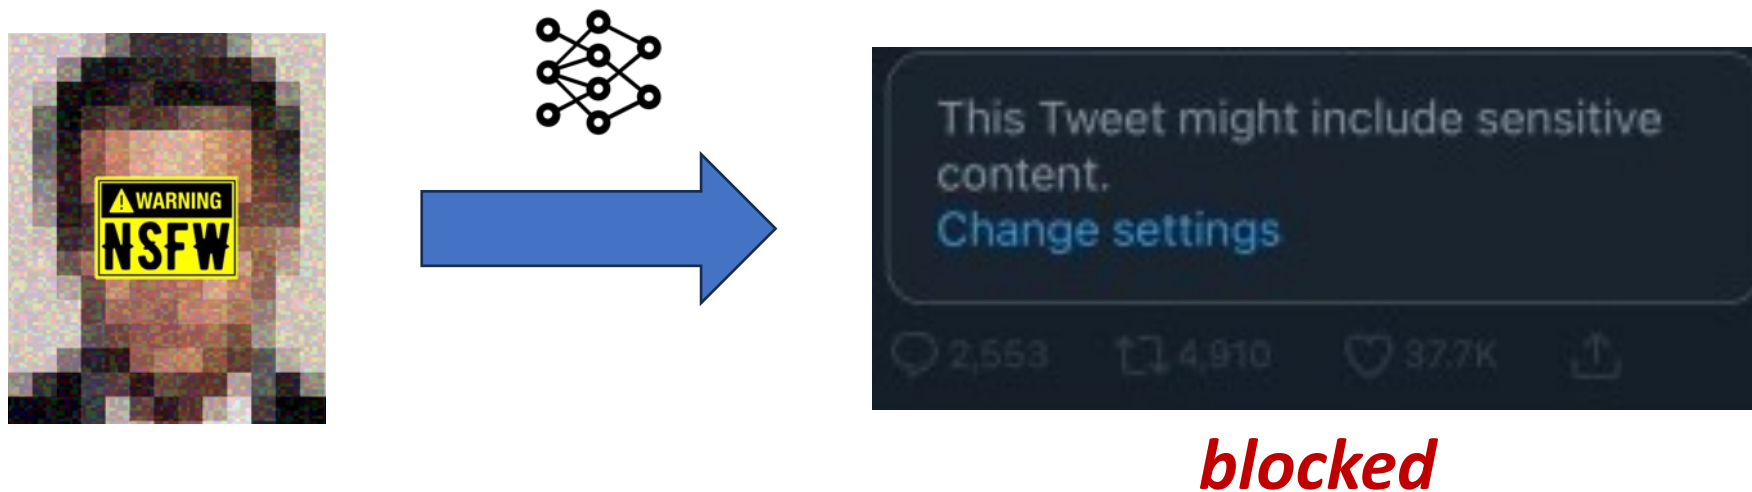 WARNING
NSFW
This Tweet might include sensitive
content.
Change settings
2,553 4,910 37.7K
blocked